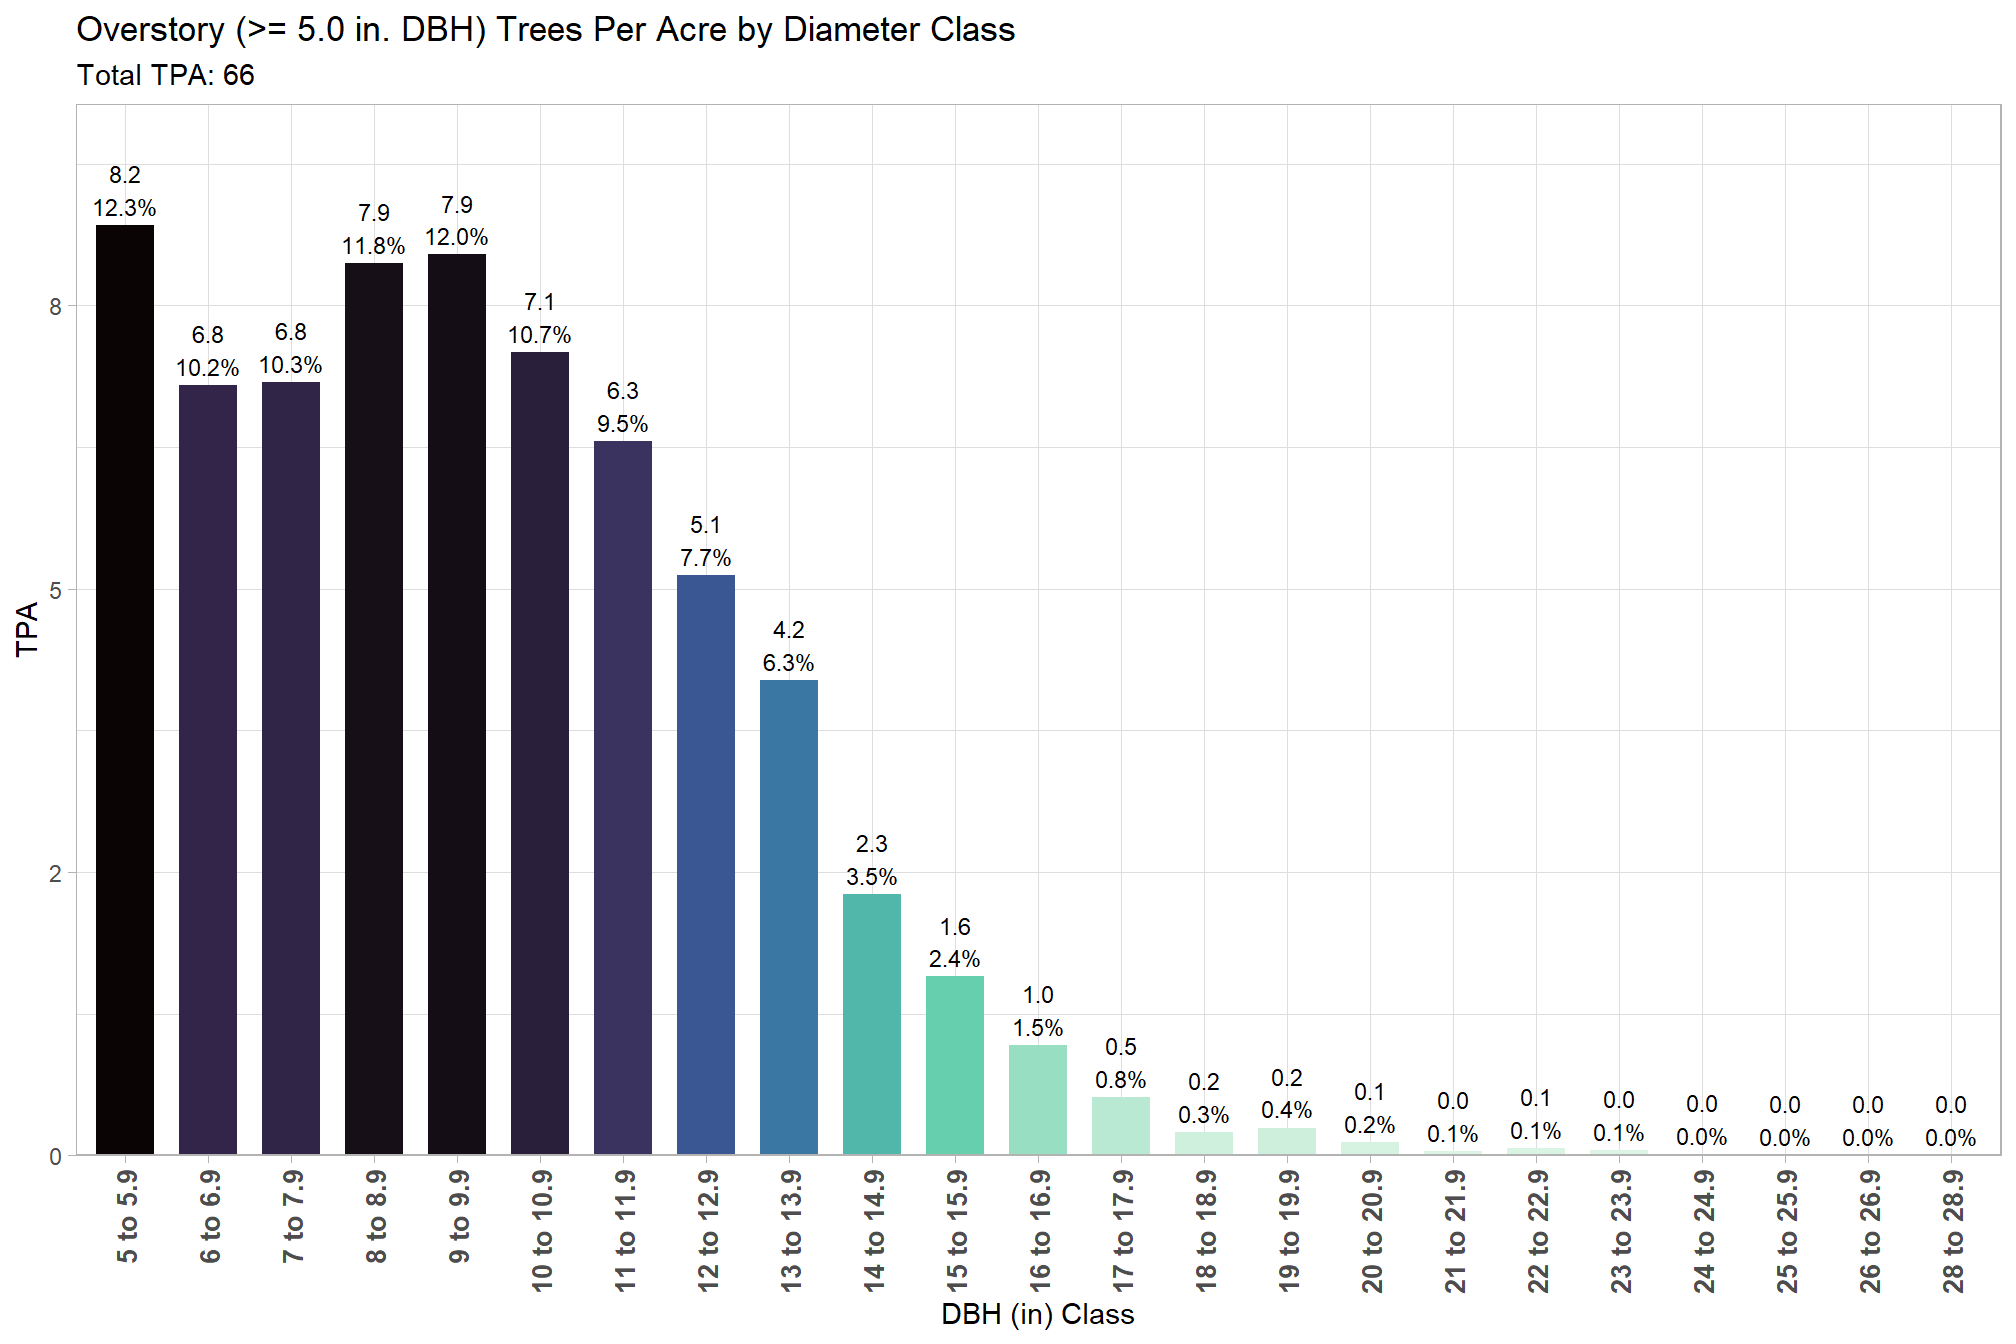 Overstory (>= 5.0 in. DBH) Trees Per Acre by Diameter Class
Total TPA: 66
TPA
8
5
2
0
8.2
12.3%
6.8
10.2%
6.8
10.3%
7.9
11.8%
7.9
12.0%
7.1
10.7%
6.3
9.5%
5.1
7.7%
4.2
6.3%
2.3
3.5%
1.6
2.4%
1.0
1.5%
0.5
0.8%
0.2
0.3%
0.2
0.4%
0.1
0.2%
0.0
0.1%
0.1
0.1%
0.0
0.1%
0.0
0.0%
0.0
0.0%
0.0
0.0%
0.0
0.0%
5 to 5.9
6 to 6.9
7 to 7.9
8 to 8.9
9 to 9.9
10 to 10.9
11 to 11.9
12 to 12.9
13 to 13.9
14 to 14.9
15 to 15.9
16 to 16.9
17 to 17.9
18 to 18.9
19 to 19.9
20 to 20.9
21 to 21.9
22 to 22.9
23 to 23.9
24 to 24.9
25 to 25.9
26 to 26.9
28 to 28.9
DBH (in) Class